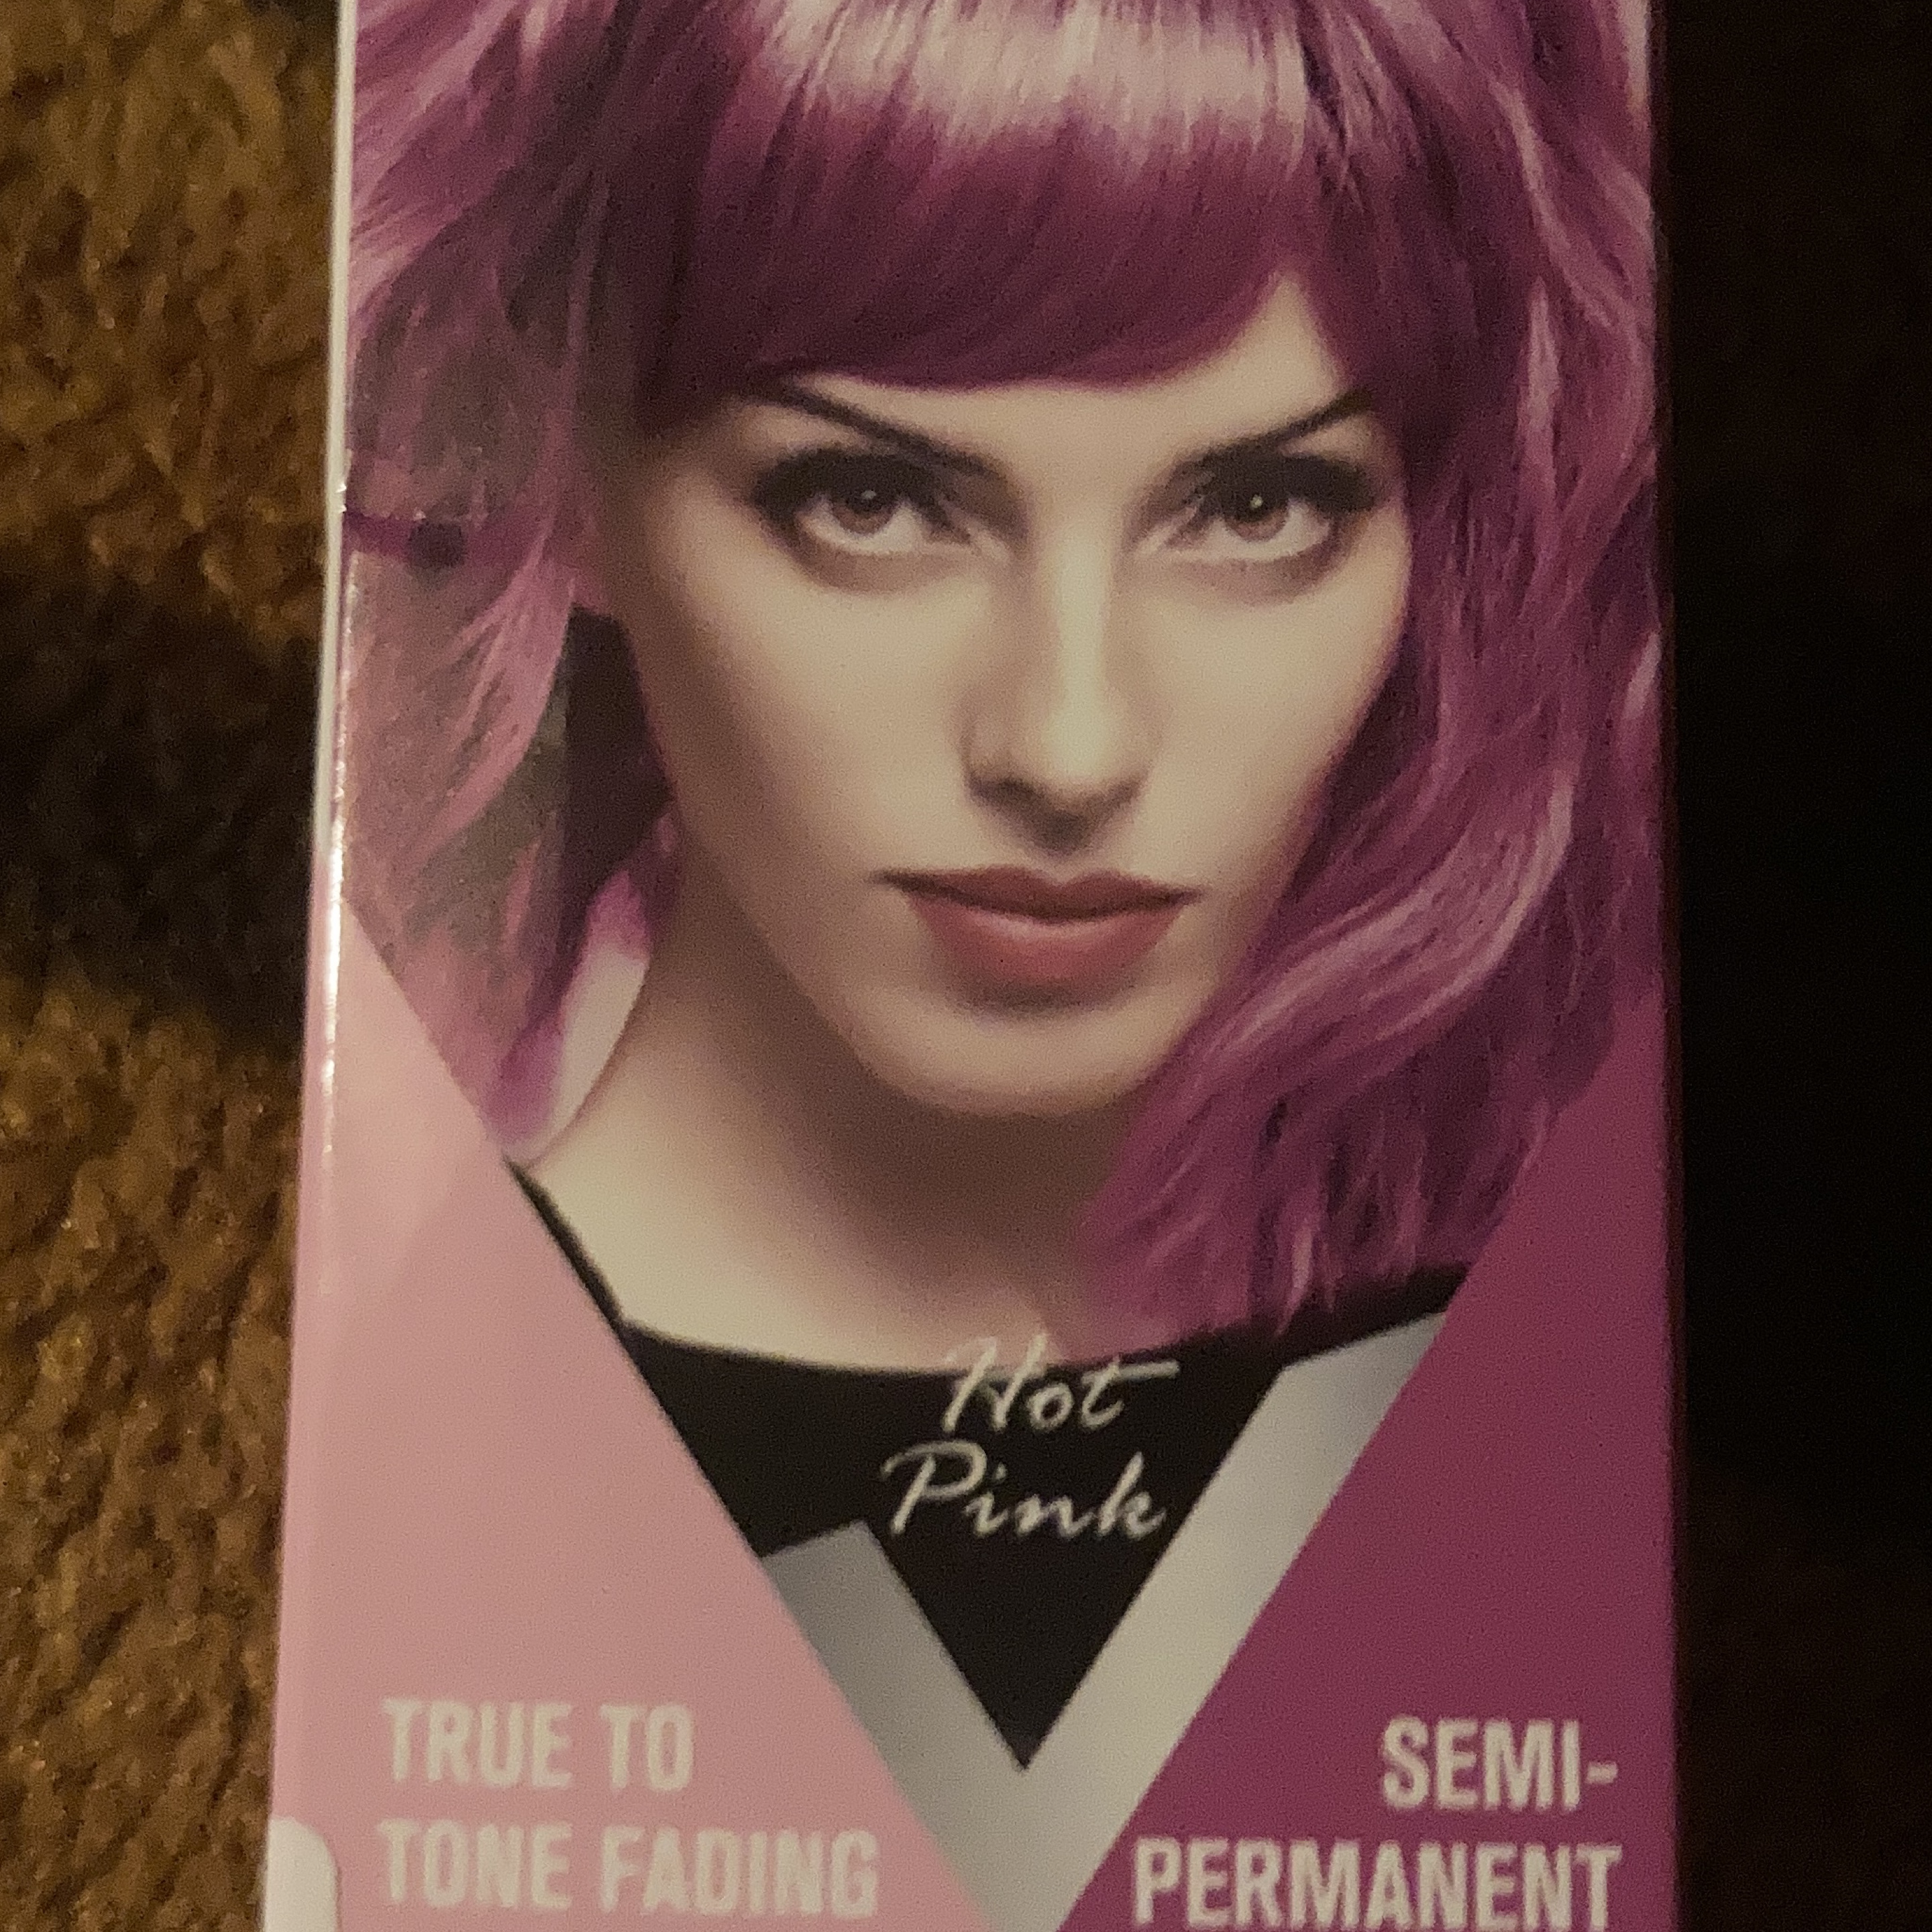 Hot
Pink
TRUE TO
TONE FADING
SEMI-
PERMANENT